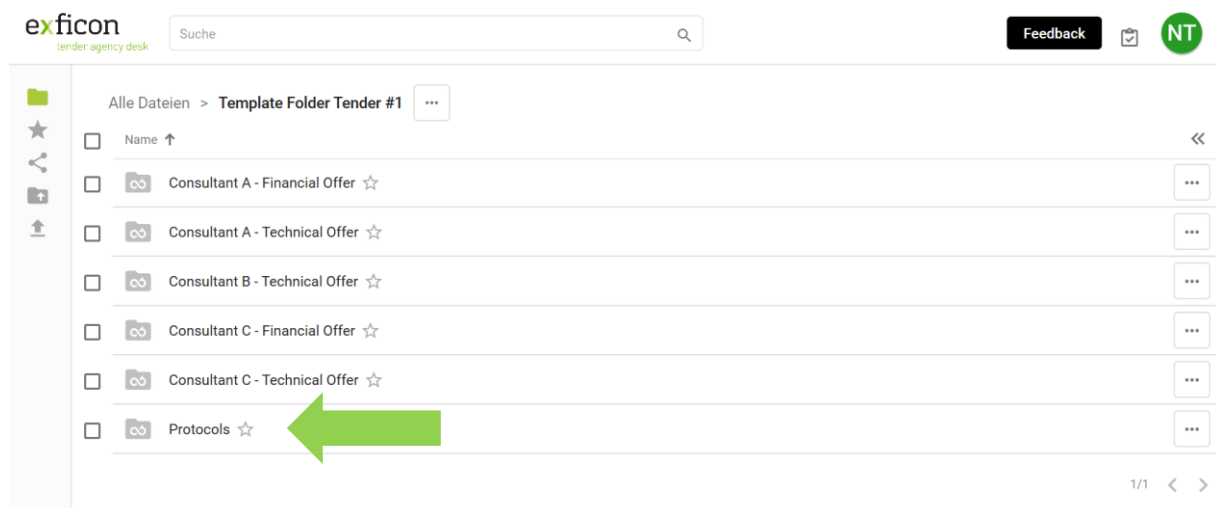 exficon
tender agency desk
Suche
Feedback
NT
Alle Dateien > Template Folder Tender #1 ...
Name ↑
Consultant A - Financial Offer
Consultant A - Technical Offer
Consultant B - Technical Offer
Consultant C - Financial Offer
Consultant C - Technical Offer
Protocols
1/1 < >